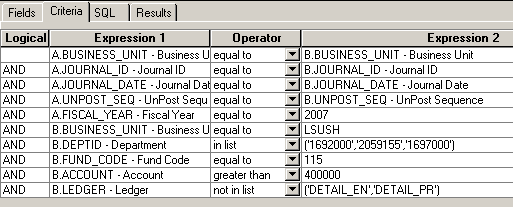 Fields Criteria SQL Results
Logical Expression 1 Operator Expression 2
A.BUSINESS_UNIT - Business U equal to B.BUSINESS_UNIT - Business Unit
AND A.JOURNAL_ID - Journal ID equal to B.JOURNAL_ID - Journal ID
AND A.JOURNAL_DATE - Journal Dat equal to B.JOURNAL_DATE - Journal Date
AND A.UNPOST_SEQ - UnPost Sequ equal to B.UNPOST_SEQ - UnPost Sequence
AND A.FISCAL_YEAR - Fiscal Year equal to 2007
AND B.BUSINESS_UNIT - Business U equal to LSUSH
AND B.DEPTID - Department in list ('1692000','2059155','1697000')
AND B.FUND_CODE - Fund Code equal to 115
AND B.ACCOUNT - Account greater than 400000
AND B.LEDGER - Ledger not in list ('DETAIL_EN','DETAIL_PR')